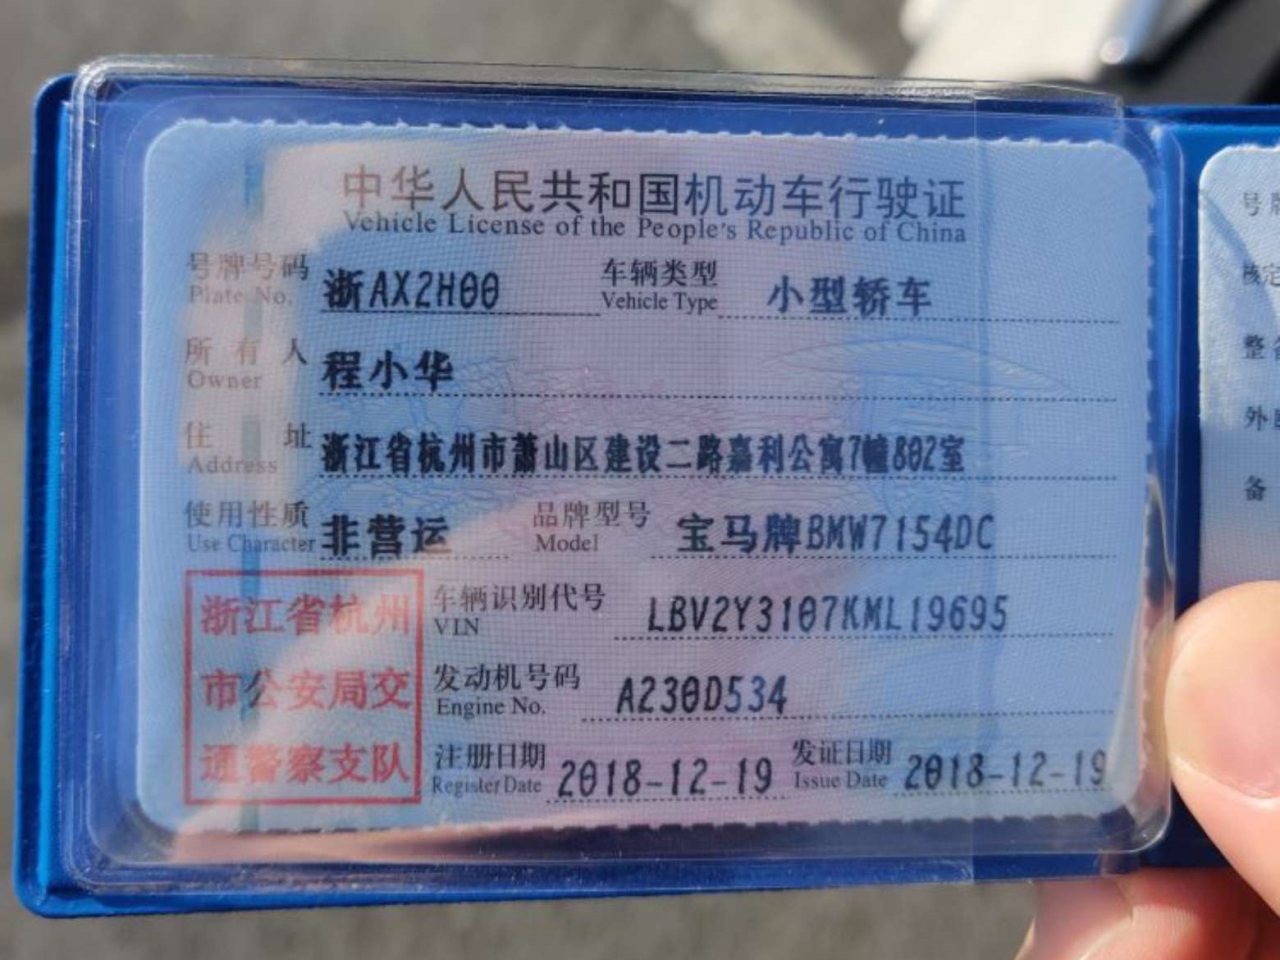 中华人民共和国机动车行驶证
Vehicle License of the People's Republic of China
号牌号码 浙AX2H00 车辆类型 小型轿车
Plate No. Vehicle Type
所有人 程小华
Owner
住址 浙江省杭州市萧山区建设二路嘉利公寓7幢802室
Address
使用性质 非营运 品牌型号 宝马牌BMW7154DC
Use Character Model
浙江省杭州
市公安局交
通警察支队
车辆识别代号 LBV2Y3107KML19695
VIN
发动机号码 A230D534
Engine No.
注册日期 2018-12-19 发证日期 2018-12-19
Register Date Issue Date
号
核定
整
外
备